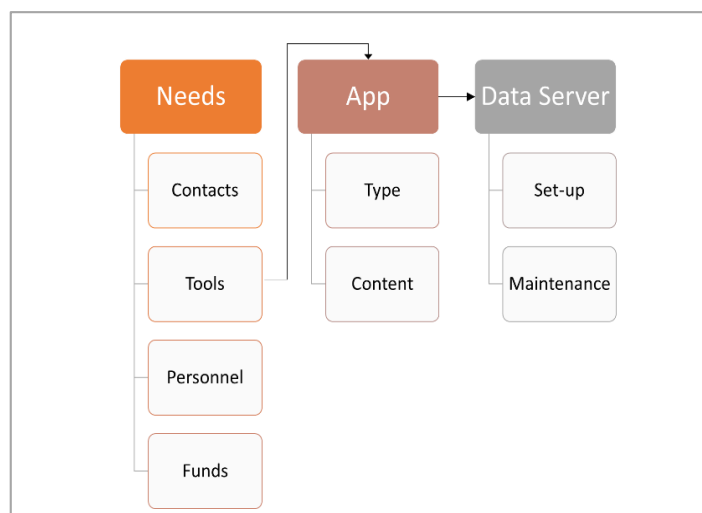 Needs
App
Data Server
Contacts
Type
Set-up
Tools
Content
Maintenance
Personnel
Funds